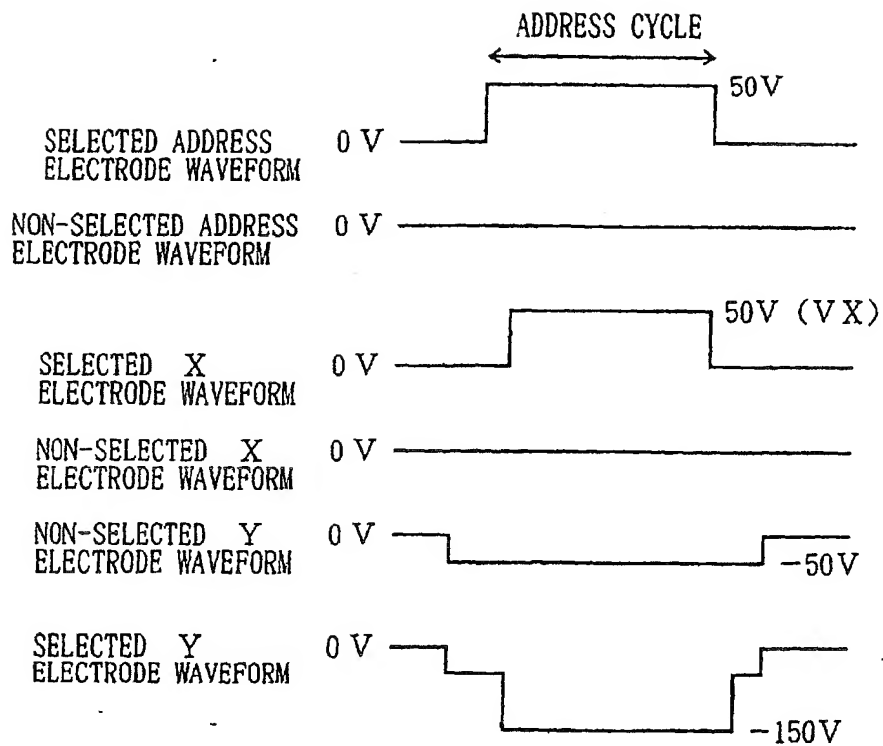 ADDRESS CYCLE
50V
SELECTED ADDRESS 0 V
ELECTRODE WAVEFORM
NON-SELECTED ADDRESS 0 V
ELECTRODE WAVEFORM
50V (VX)
SELECTED X 0 V
ELECTRODE WAVEFORM
NON-SELECTED X 0 V
ELECTRODE WAVEFORM
NON-SELECTED Y 0 V
ELECTRODE WAVEFORM -50V
SELECTED Y 0 V
ELECTRODE WAVEFORM
-150V